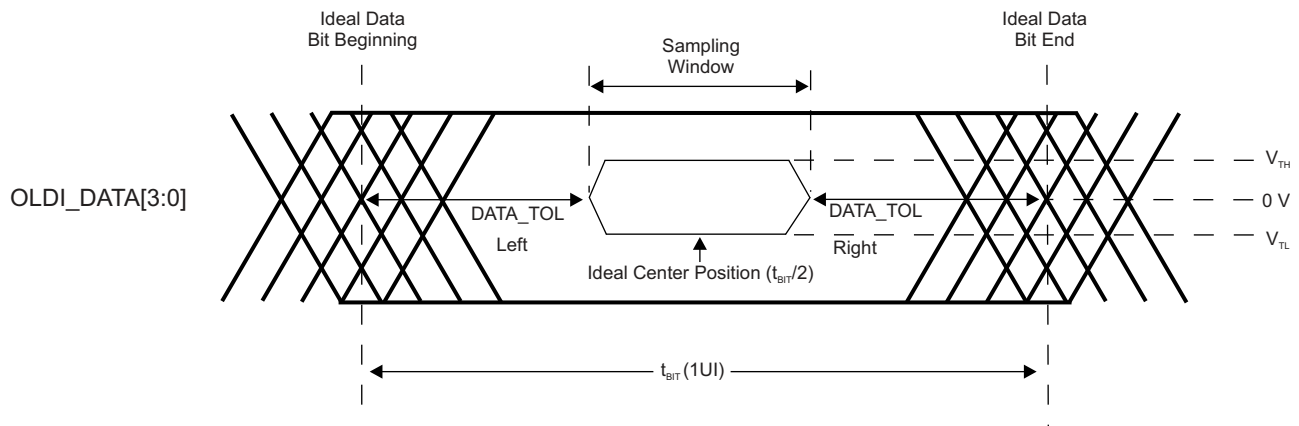 Ideal Data
Bit Beginning
Ideal Data
Bit End
Sampling
Window
OLDI_DATA[3:0]
V_TH
0 V
V_TL
DATA_TOL
Left
DATA_TOL
Right
Ideal Center Position (t_BIT/2)
t_BIT (1UI)